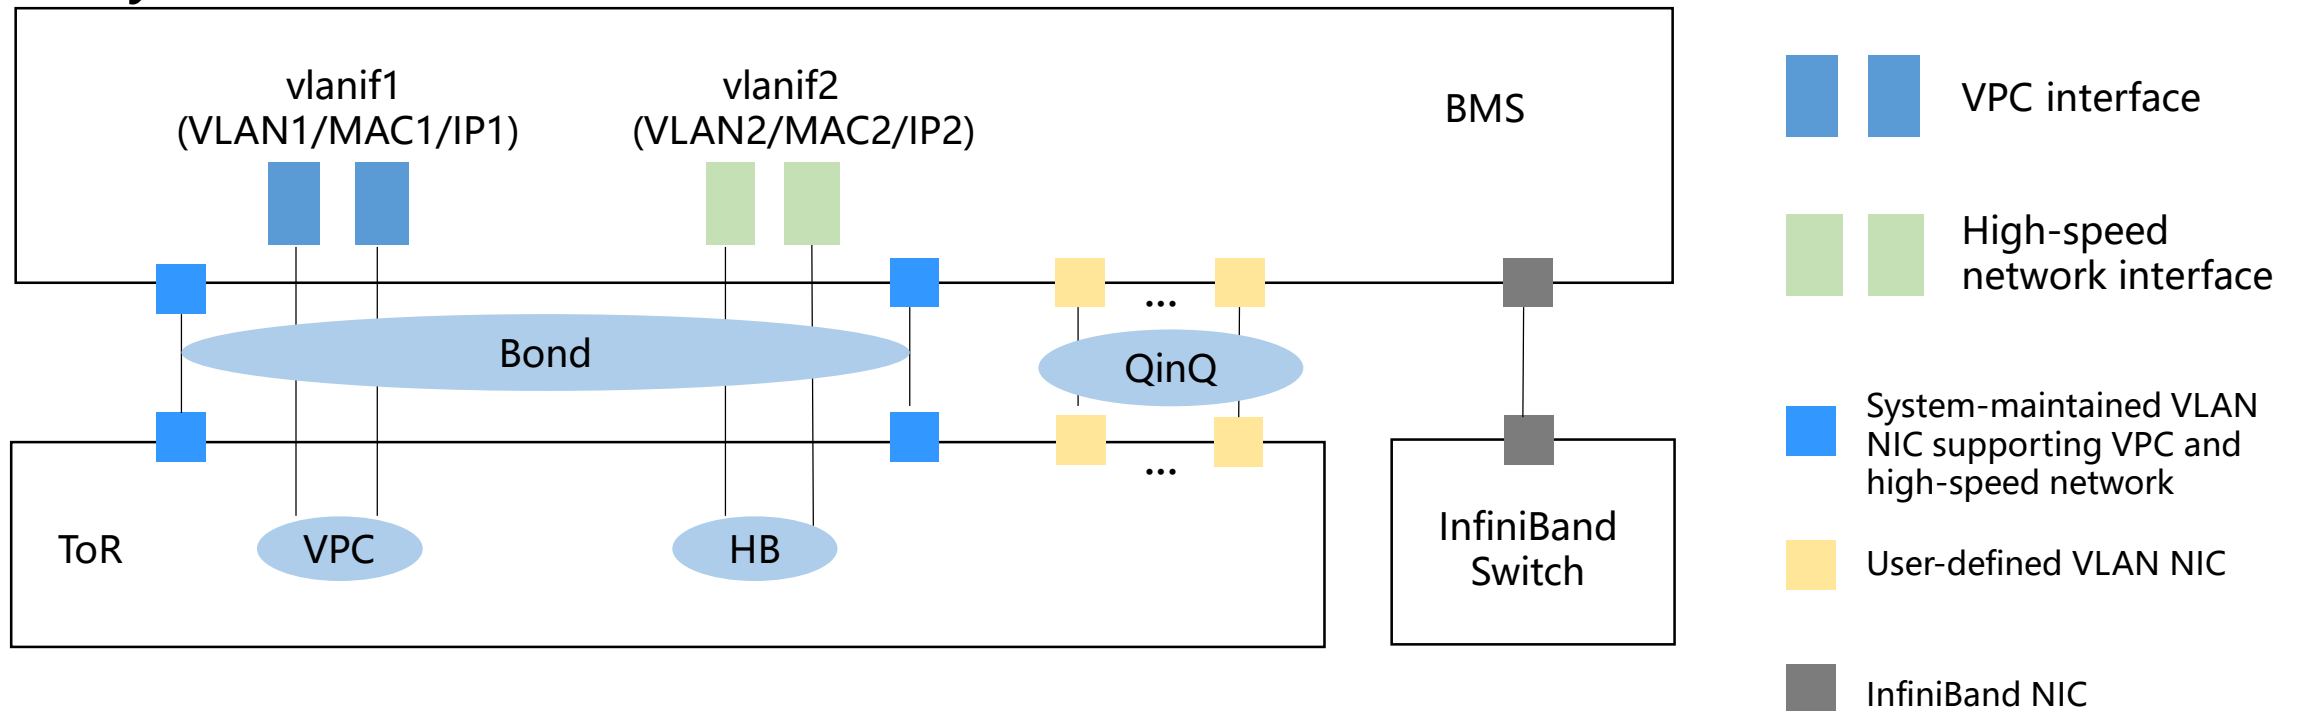 vlanif1
(VLAN1/MAC1/IP1)
vlanif2
(VLAN2/MAC2/IP2)
BMS
...
Bond
QinQ
...
ToR
VPC
HB
InfiniBand
Switch
VPC interface
High-speed
network interface
System-maintained VLAN
NIC supporting VPC and
high-speed network
User-defined VLAN NIC
InfiniBand NIC